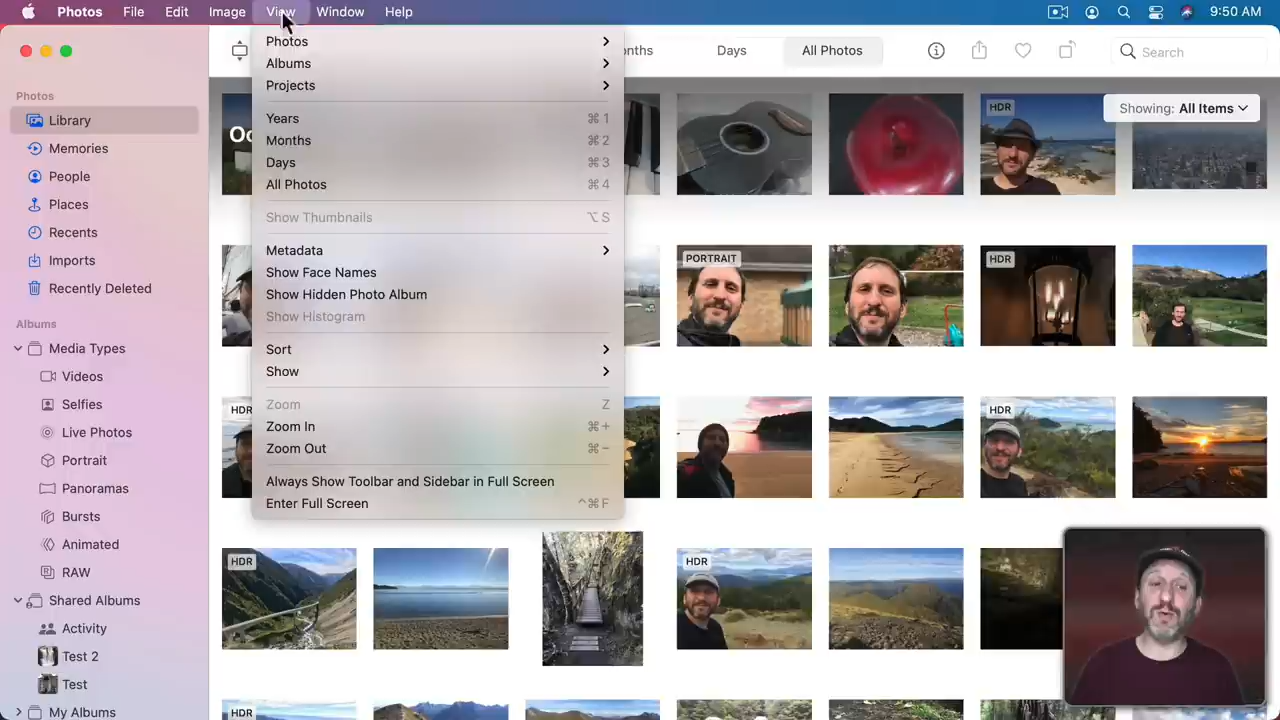 Photos File Edit Image View Window Help 9:50 AM
Days All Photos Search
Photos
Library
Memories
People
Places
Recents
Imports
Recently Deleted
Albums
Media Types
Videos
Selfies
Live Photos
Portrait
Panoramas
Bursts
Animated
RAW
Shared Albums
Activity
Test 2
Test
My Albums
Photos
Albums
Projects
Years ⌘ 1
Months ⌘ 2
Days ⌘ 3
All Photos ⌘ 4
Show Thumbnails ⌥ S
Metadata
Show Face Names
Show Hidden Photo Album
Show Histogram
Sort
Show
Zoom Z
Zoom In ⌘ +
Zoom Out ⌘ −
Always Show Toolbar and Sidebar in Full Screen
Enter Full Screen ^ ⌘ F
Showing: All Items
HDR
PORTRAIT
HDR
HDR
HDR
HDR
HDR
HDR